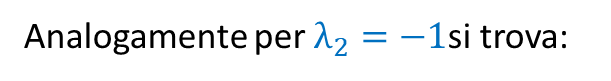 Analogamente per λ₂ = −1si trova: